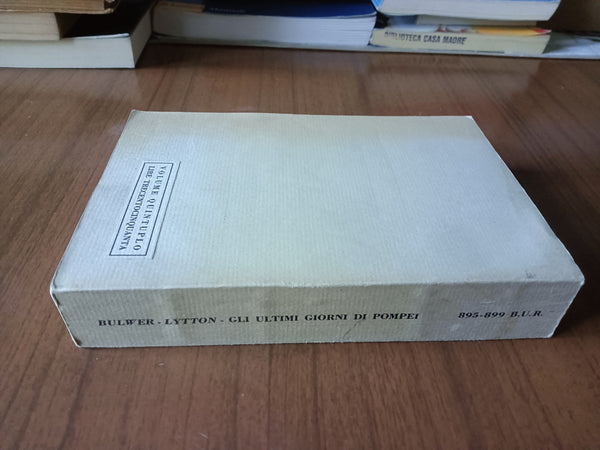 BIBLIOTECA CASA MADRE
VOLUME QUINTUPLO
LIRE TRECENTOCINQUANTA
BULWER - LYTTON - GLI ULTIMI GIORNI DI POMPEI 895-899 B.U.R.